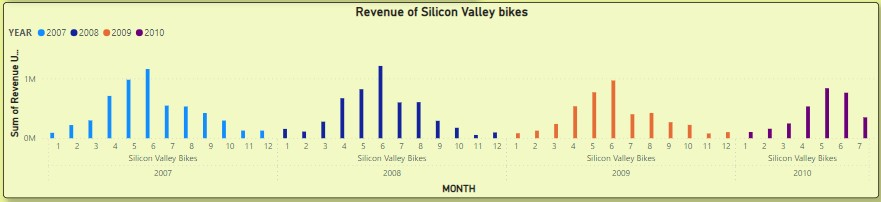 Revenue of Silicon Valley bikes
YEAR 2007 2008 2009 2010
Sum of Revenue U...
1M
0M
1 2 3 4 5 6 7 8 9 10 11 12 1 2 3 4 5 6 7 8 9 10 11 12 1 2 3 4 5 6 7 8 9 10 11 12 1 2 3 4 5 6 7
Silicon Valley Bikes Silicon Valley Bikes Silicon Valley Bikes Silicon Valley Bikes
2007 2008 2009 2010
MONTH